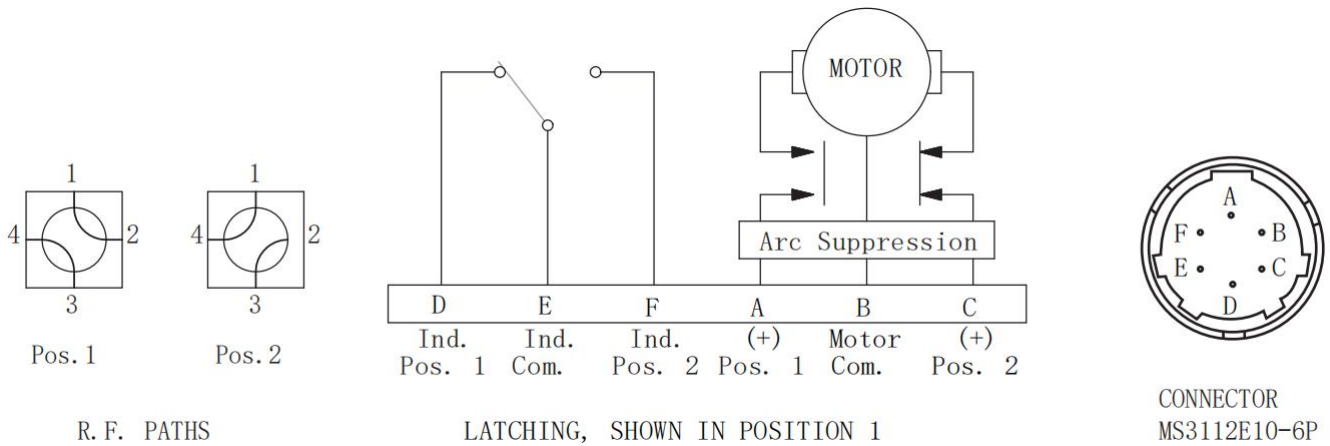 1
4 2
3
Pos.1
1
4 2
3
Pos.2
R.F. PATHS
MOTOR
Arc Suppression
D E F A B C
Ind. Ind. Ind. (+) Motor (+)
Pos. 1 Com. Pos. 2 Pos. 1 Com. Pos. 2
LATCHING, SHOWN IN POSITION 1
A
F B
E C
D
CONNECTOR
MS3112E10-6P